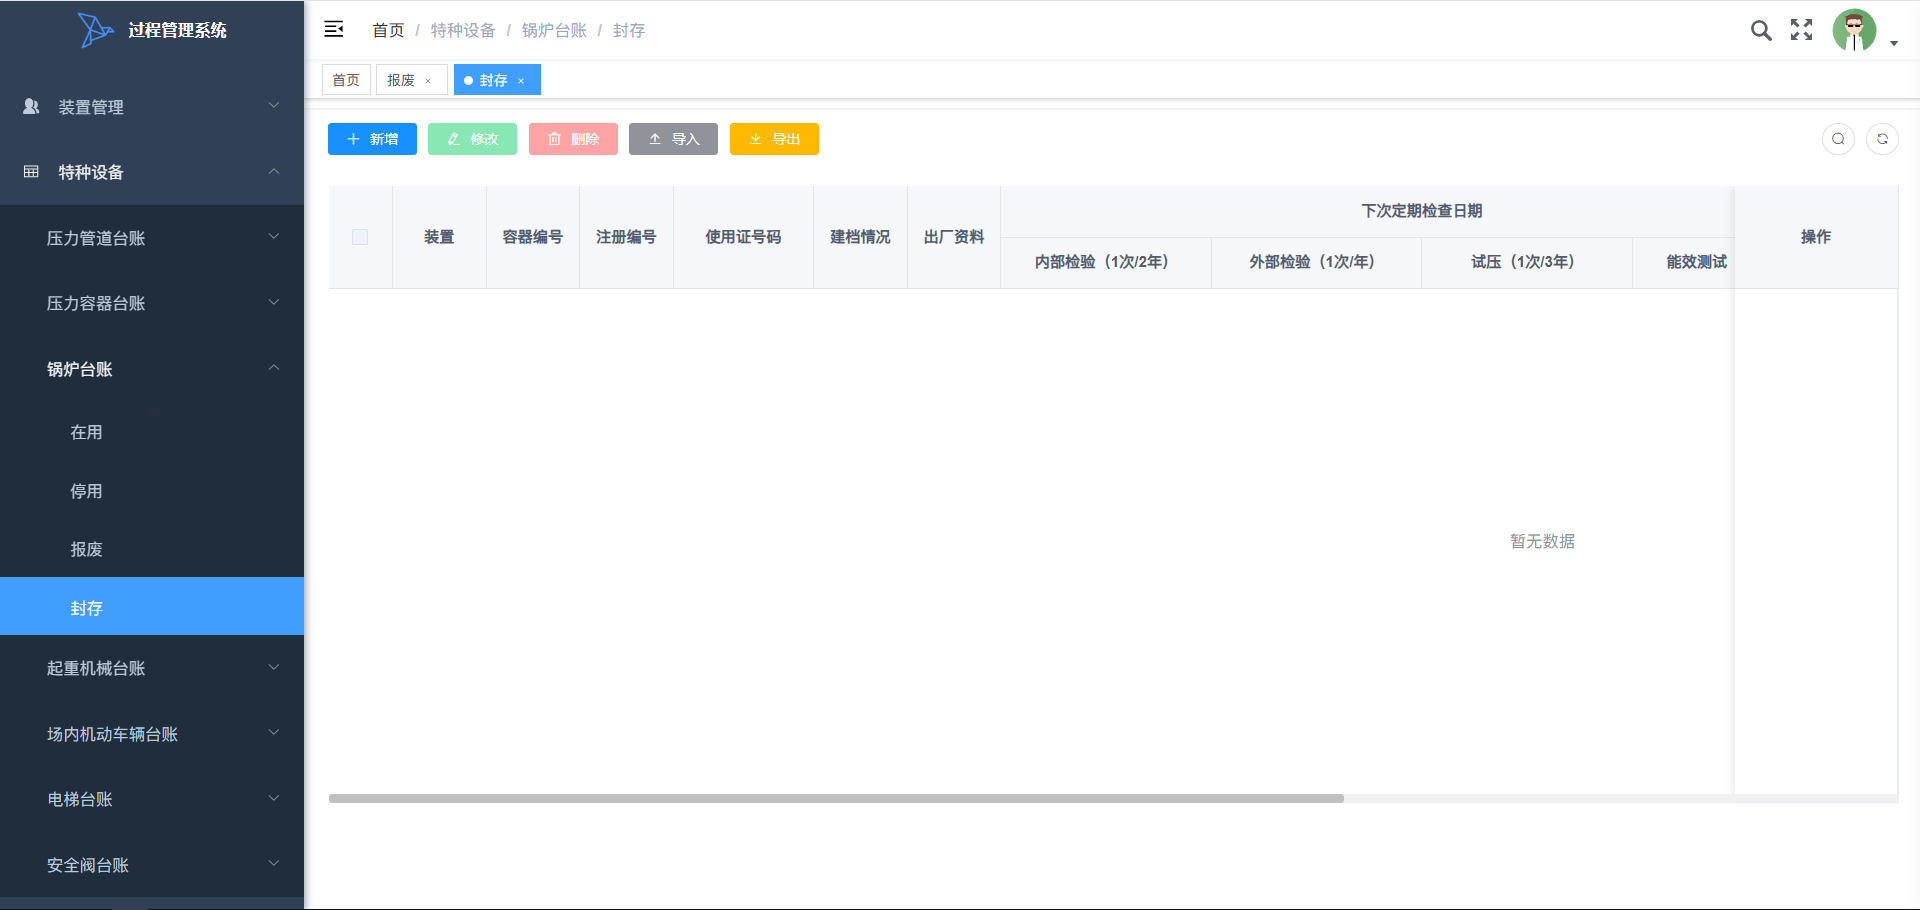 过程管理系统
首页 / 特种设备 / 锅炉台账 / 封存
首页 报废 × 封存 ×
装置管理
特种设备
压力管道台账
压力容器台账
锅炉台账
在用
停用
报废
封存
起重机械台账
场内机动车辆台账
电梯台账
安全阀台账
新增 修改 删除 导入 导出
装置 容器编号 注册编号 使用证号码 建档情况 出厂资料 下次定期检查日期 操作
内部检验（1次/2年） 外部检验（1次/年） 试压（1次/3年） 能效测试
暂无数据